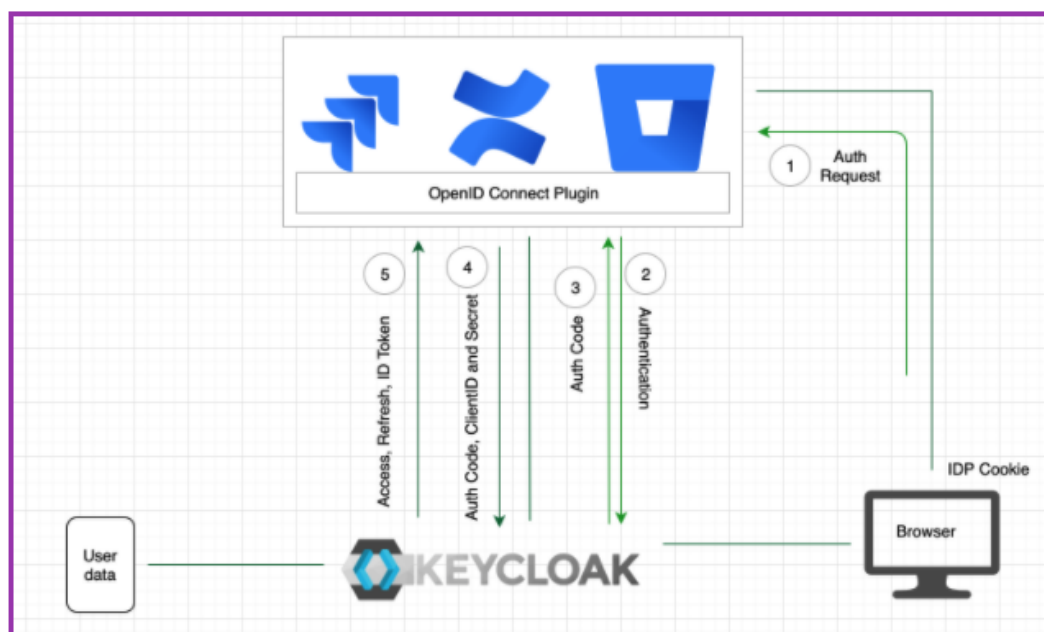 OpenID Connect Plugin
1
Auth
Request
5
4
3
2
Access, Refresh, ID Token
Auth Code, ClientID and Secret
Auth Code
Authentication
IDP Cookie
Browser
User
data
KEYCLOAK